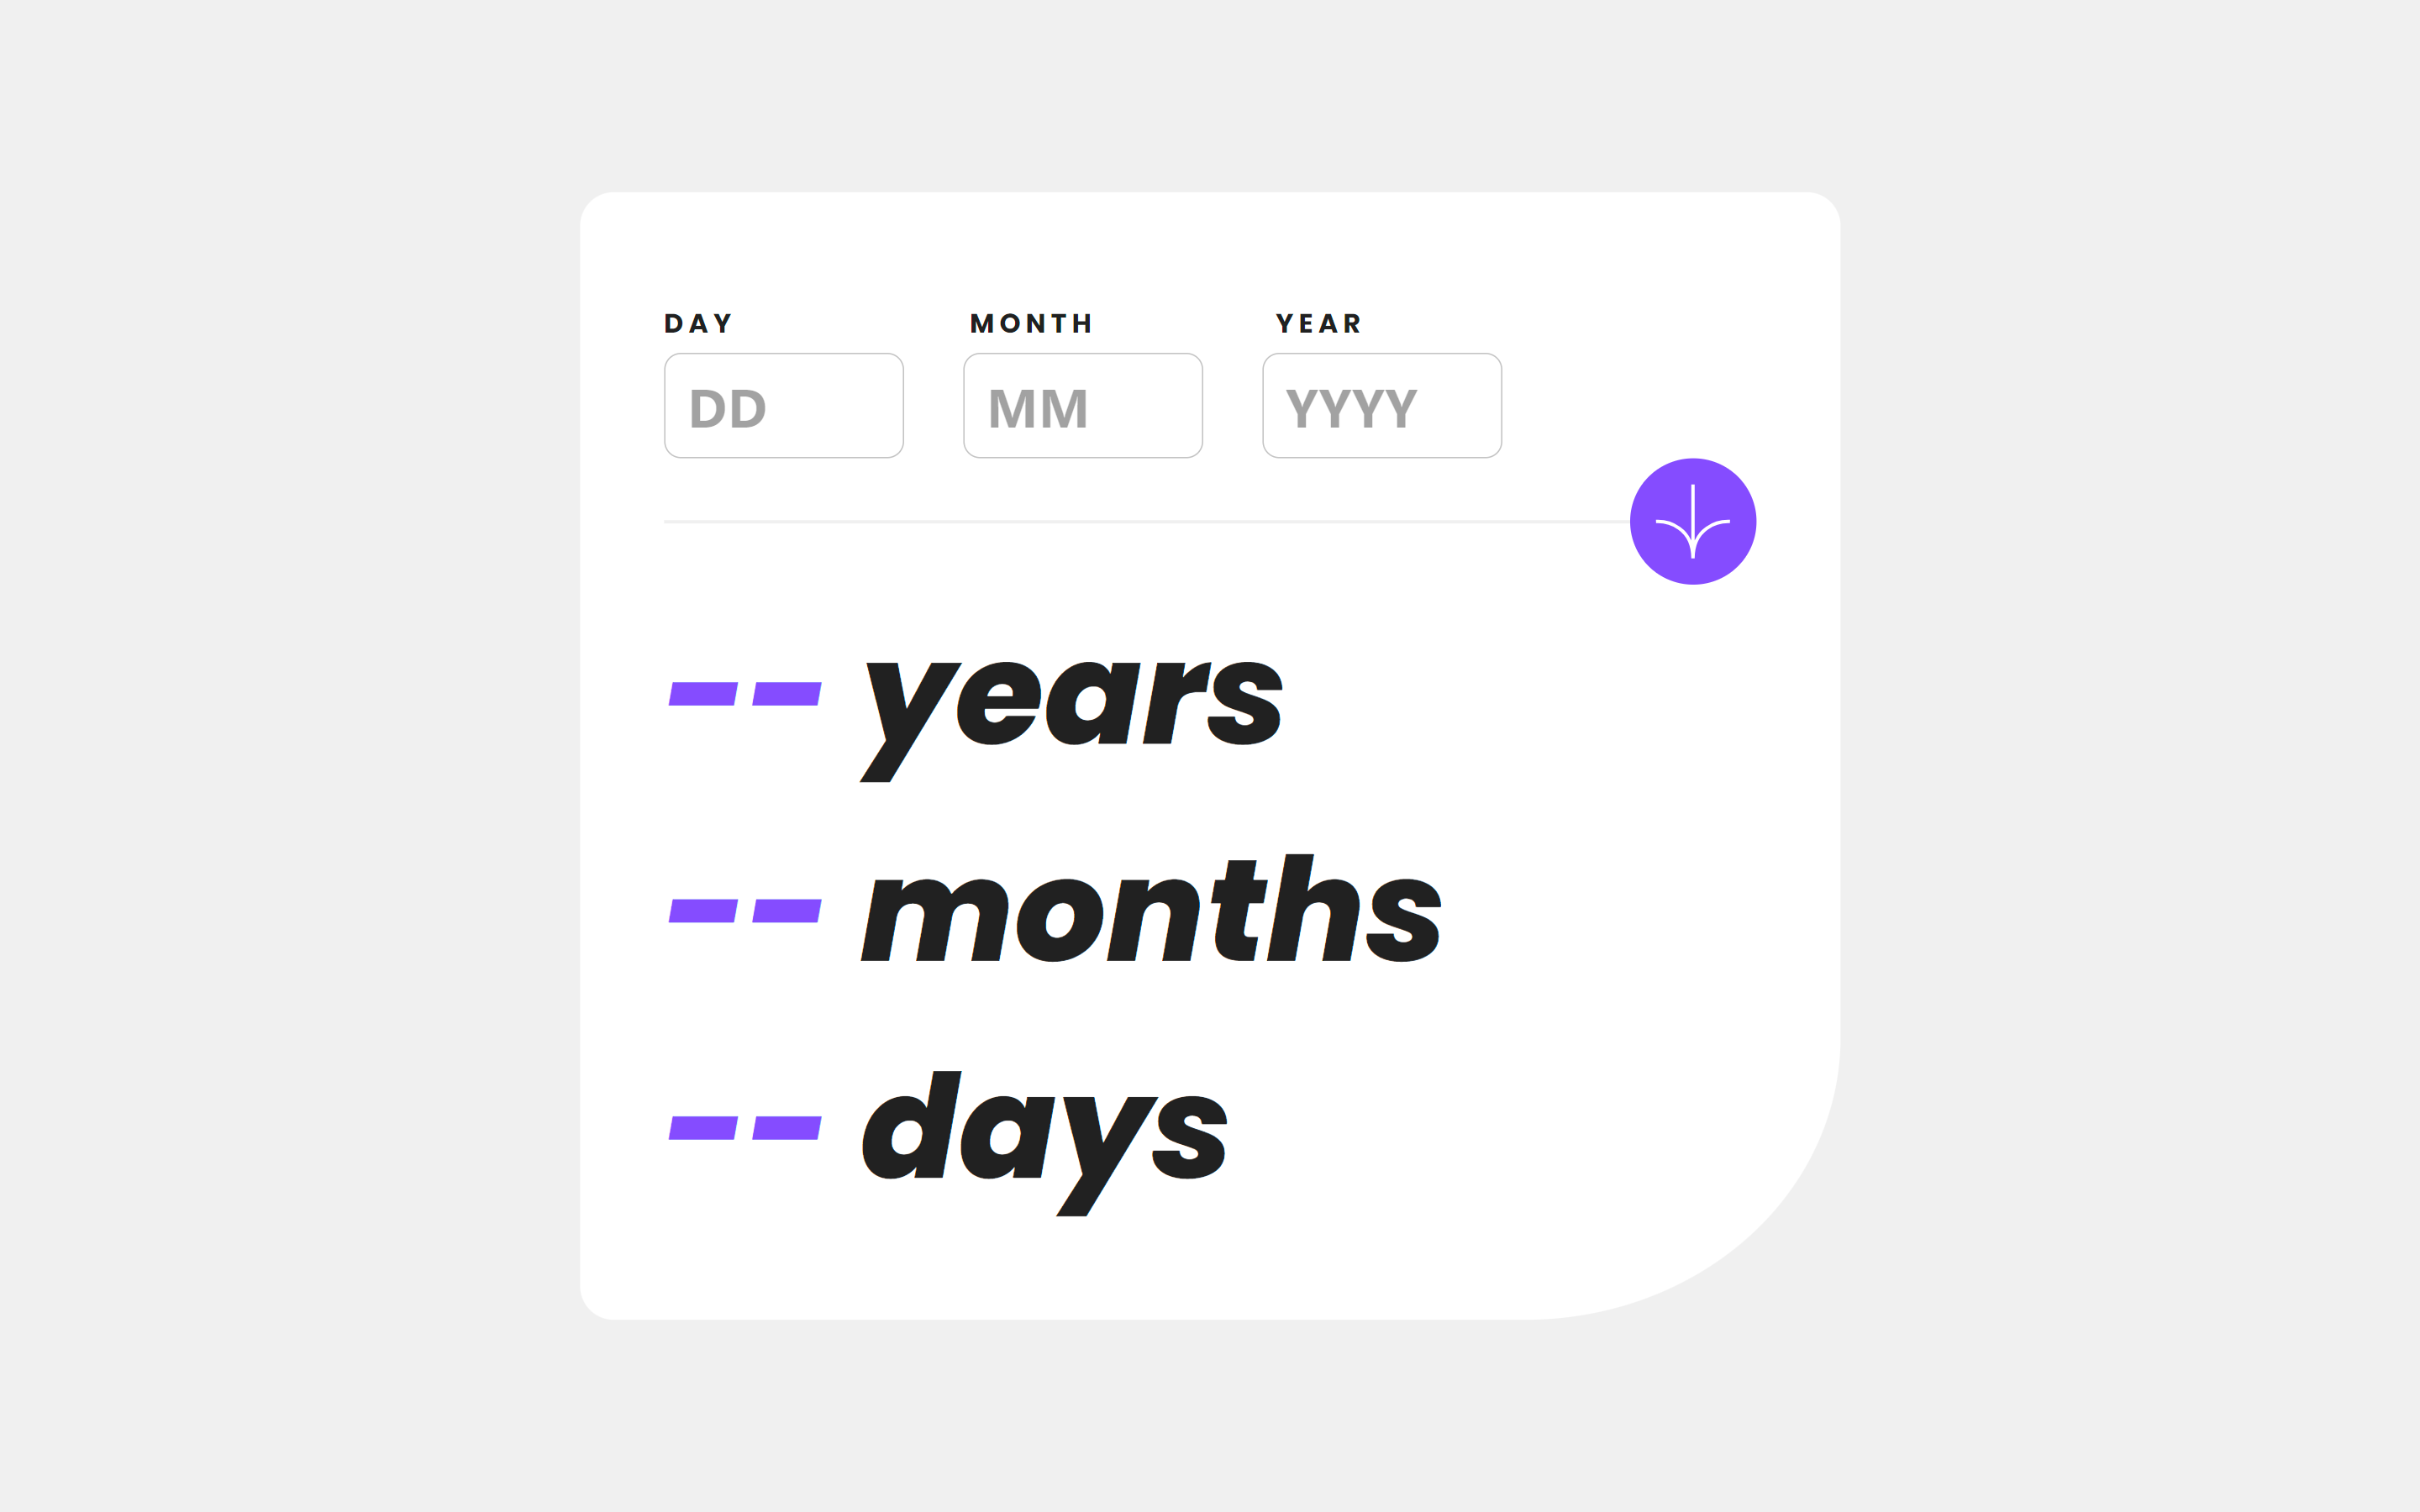 DAY MONTH YEAR
DD MM YYYY
-- years
-- months
-- days